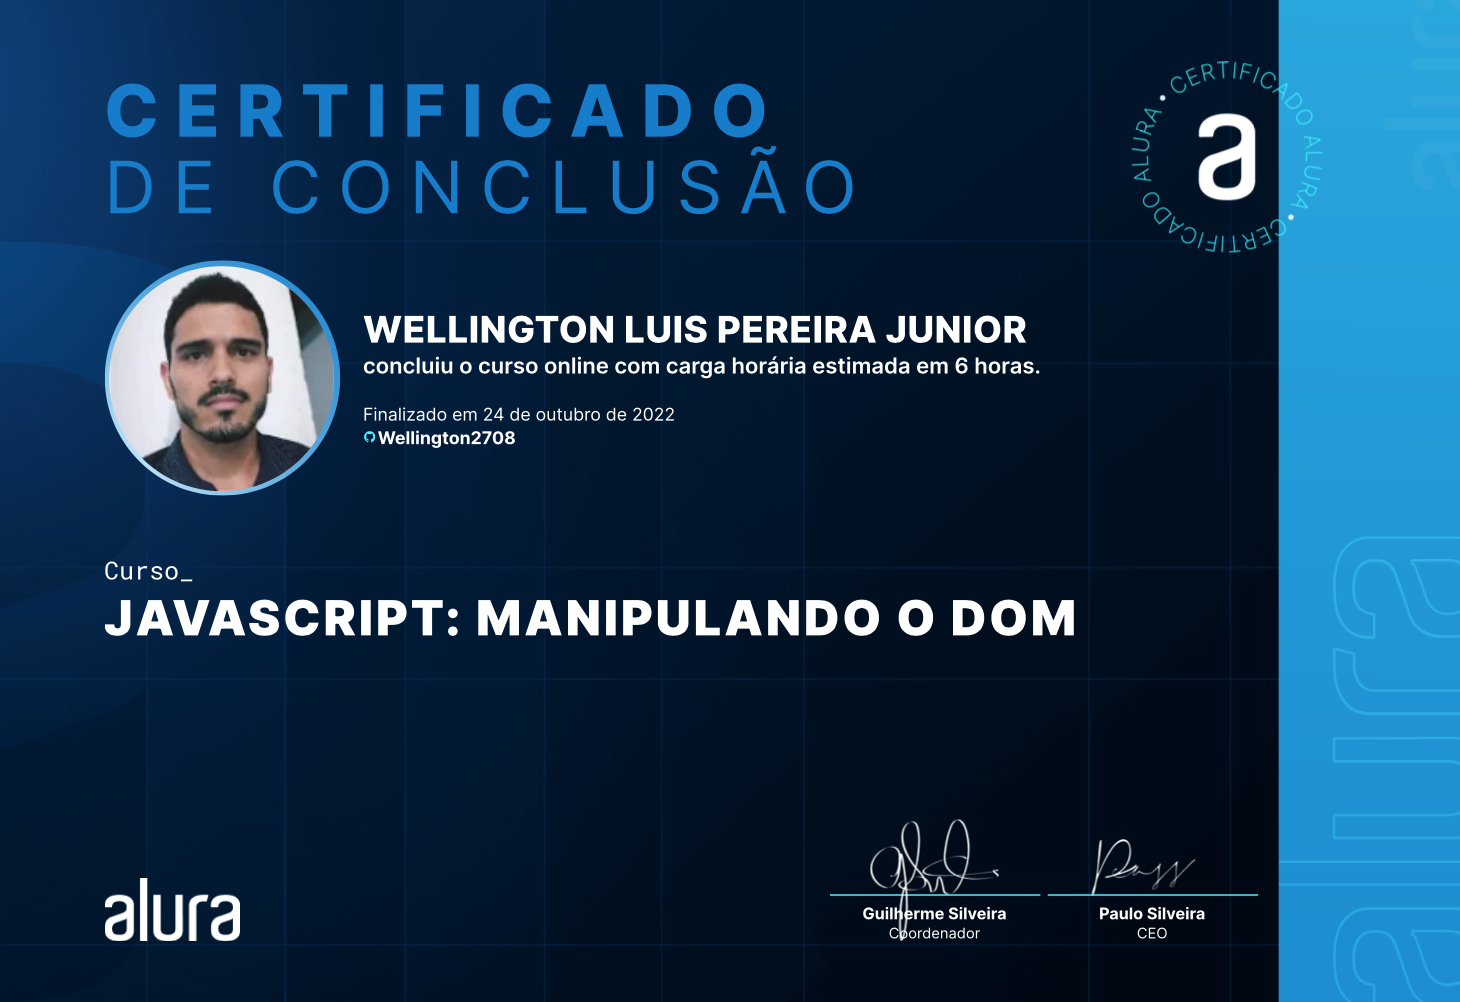 CERTIFICADO
DE CONCLUSÃO
CERTIFICADO ALURA • CERTIFICADO ALURA •
a
WELLINGTON LUIS PEREIRA JUNIOR
concluiu o curso online com carga horária estimada em 6 horas.
Finalizado em 24 de outubro de 2022
Wellington2708
Curso_
JAVASCRIPT: MANIPULANDO O DOM
alura
Guilherme Silveira
Coordenador
Paulo Silveira
CEO
alura
alura